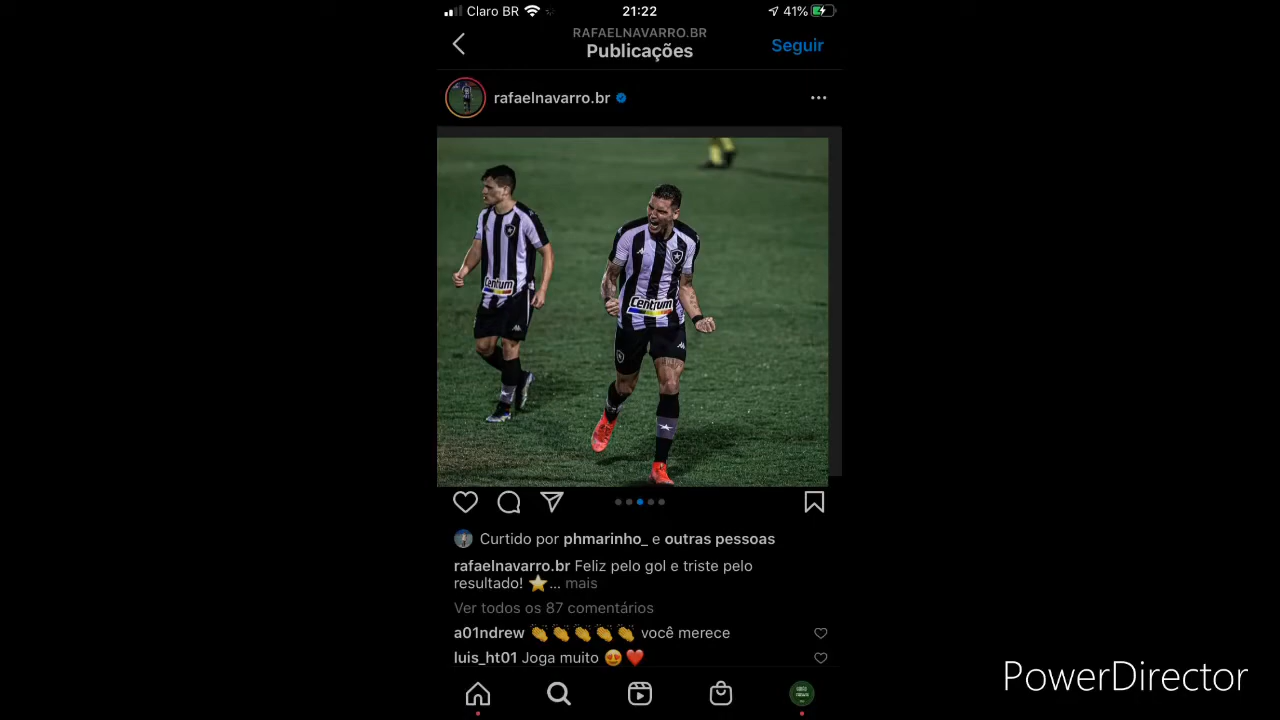 Claro BR
21:22
41%
RAFAELNAVARRO.BR
Publicações
Seguir
rafaelnavarro.br
Centrum
Centrum
Curtido por phmarinho_ e outras pessoas
rafaelnavarro.br Feliz pelo gol e triste pelo
resultado! ⭐... mais
Ver todos os 87 comentários
a01ndrew 👏👏👏👏👏 você merece
luis_ht01 Joga muito 😍❤️
PowerDirector